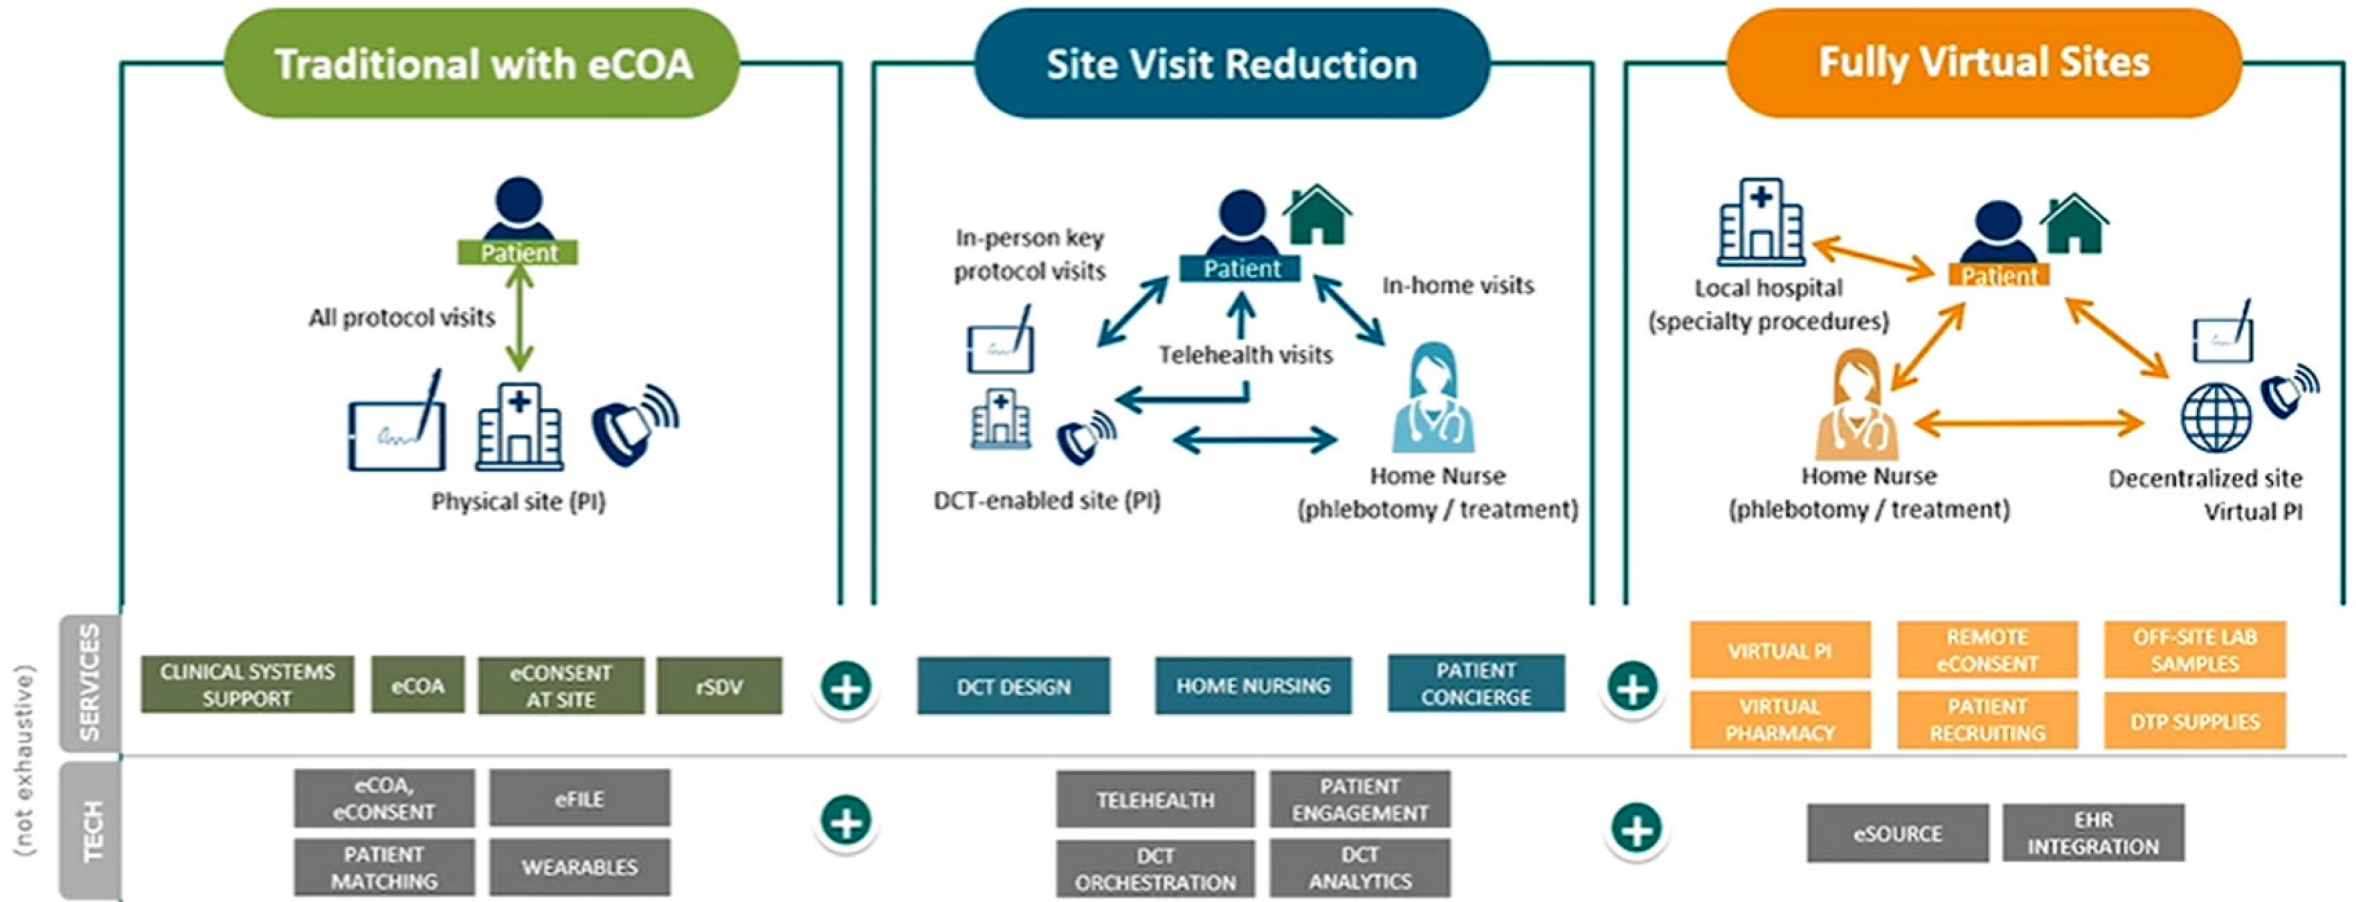 Traditional with eCOA
Patient
All protocol visits
Physical site (PI)
Site Visit Reduction
In-person key
protocol visits
Patient
In-home visits
Telehealth visits
DCT-enabled site (PI)
Home Nurse
(phlebotomy / treatment)
Fully Virtual Sites
Local hospital
(specialty procedures)
Patient
Home Nurse
(phlebotomy / treatment)
Decentralized site
Virtual PI
(not exhaustive)
SERVICES
CLINICAL SYSTEMS
SUPPORT
eCOA
eCONSENT
AT SITE
rSDV
DCT DESIGN
HOME NURSING
PATIENT
CONCIERGE
VIRTUAL PI
REMOTE
eCONSENT
OFF-SITE LAB
SAMPLES
VIRTUAL
PHARMACY
PATIENT
RECRUITING
DTP SUPPLIES
TECH
eCOA,
eCONSENT
eFILE
PATIENT
MATCHING
WEARABLES
TELEHEALTH
PATIENT
ENGAGEMENT
DCT
ORCHESTRATION
DCT
ANALYTICS
eSOURCE
EHR
INTEGRATION